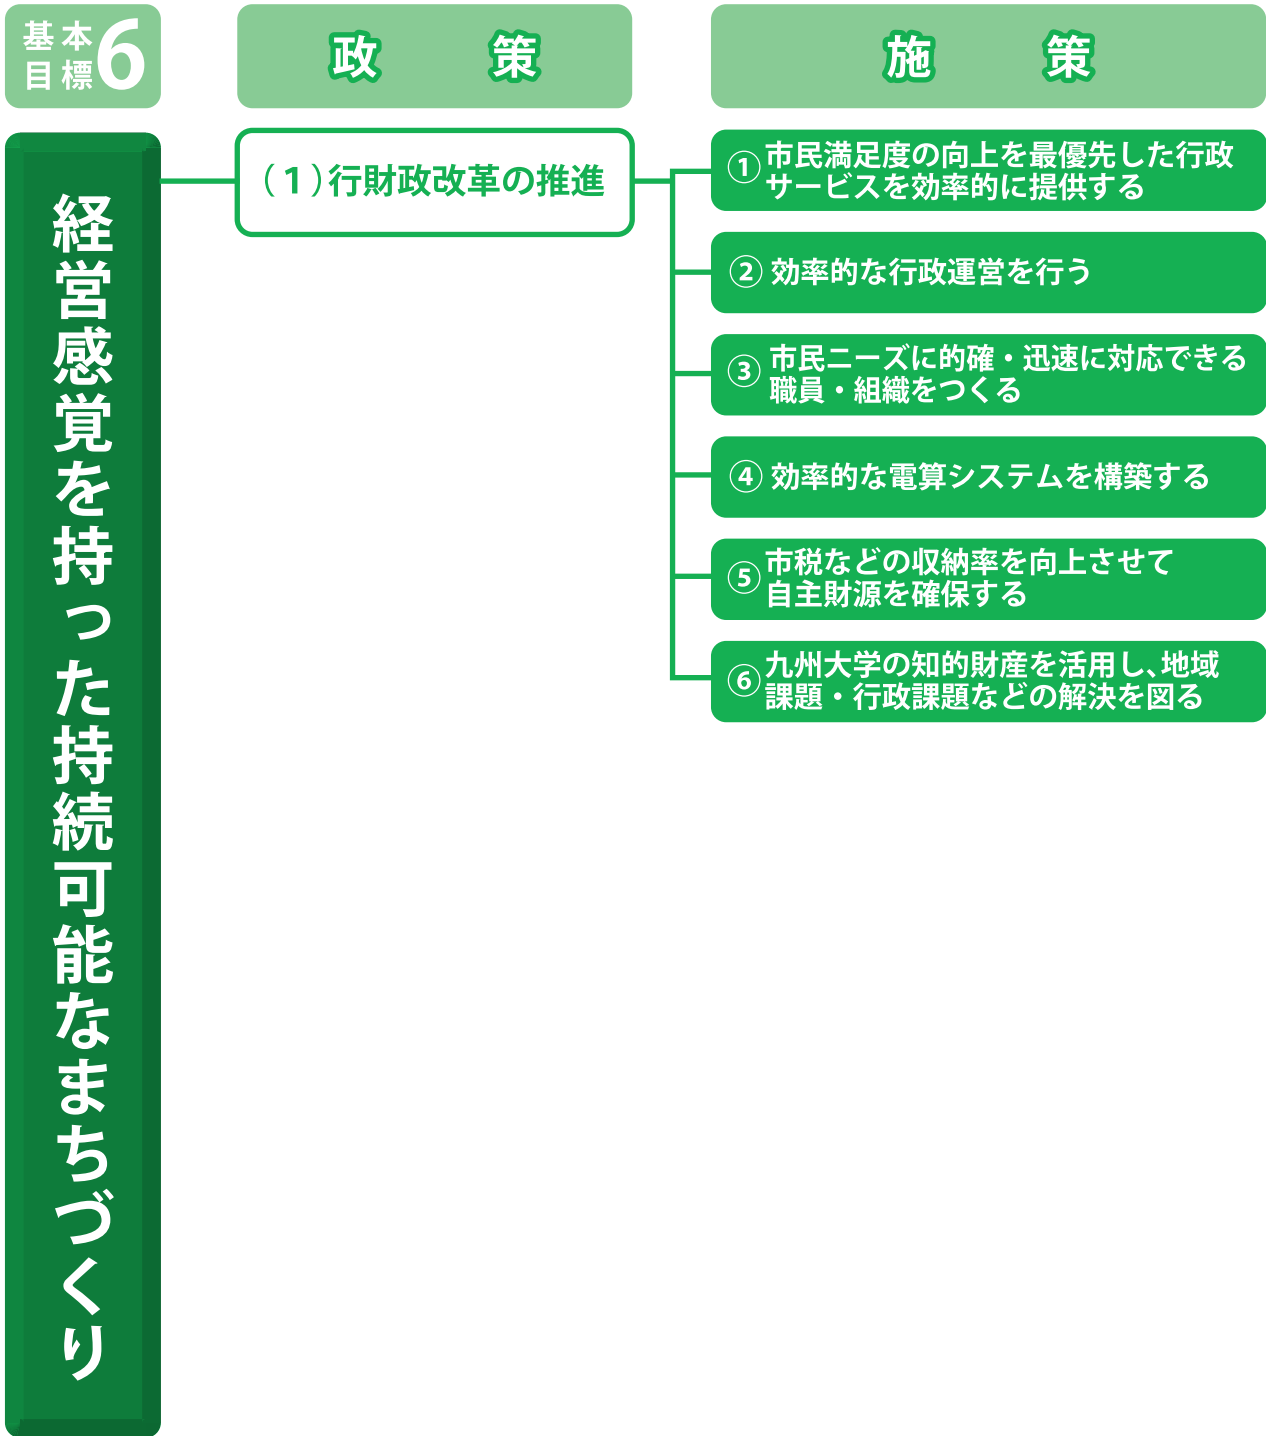 基本
目標6
政策
施策
経営感覚を持った持続可能なまちづくり
（１）行財政改革の推進
①市民満足度の向上を最優先した行政
サービスを効率的に提供する
②効率的な行政運営を行う
③市民ニーズに的確・迅速に対応できる
職員・組織をつくる
④効率的な電算システムを構築する
⑤市税などの収納率を向上させて
自主財源を確保する
⑥九州大学の知的財産を活用し、地域
課題・行政課題などの解決を図る